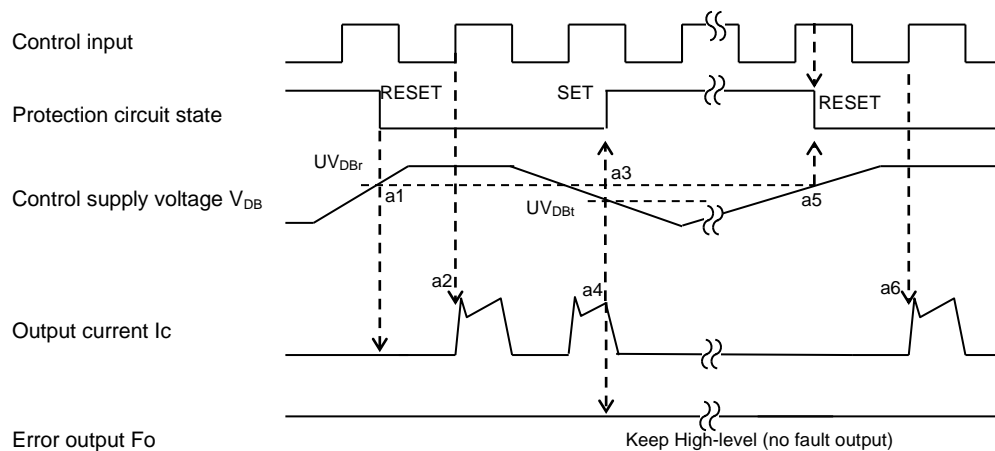 Control input
RESET
SET
RESET
Protection circuit state
UVDBr
a1
a3
a5
Control supply voltage VDB
UVDBt
a2
a4
a6
Output current Ic
Error output Fo
Keep High-level (no fault output)